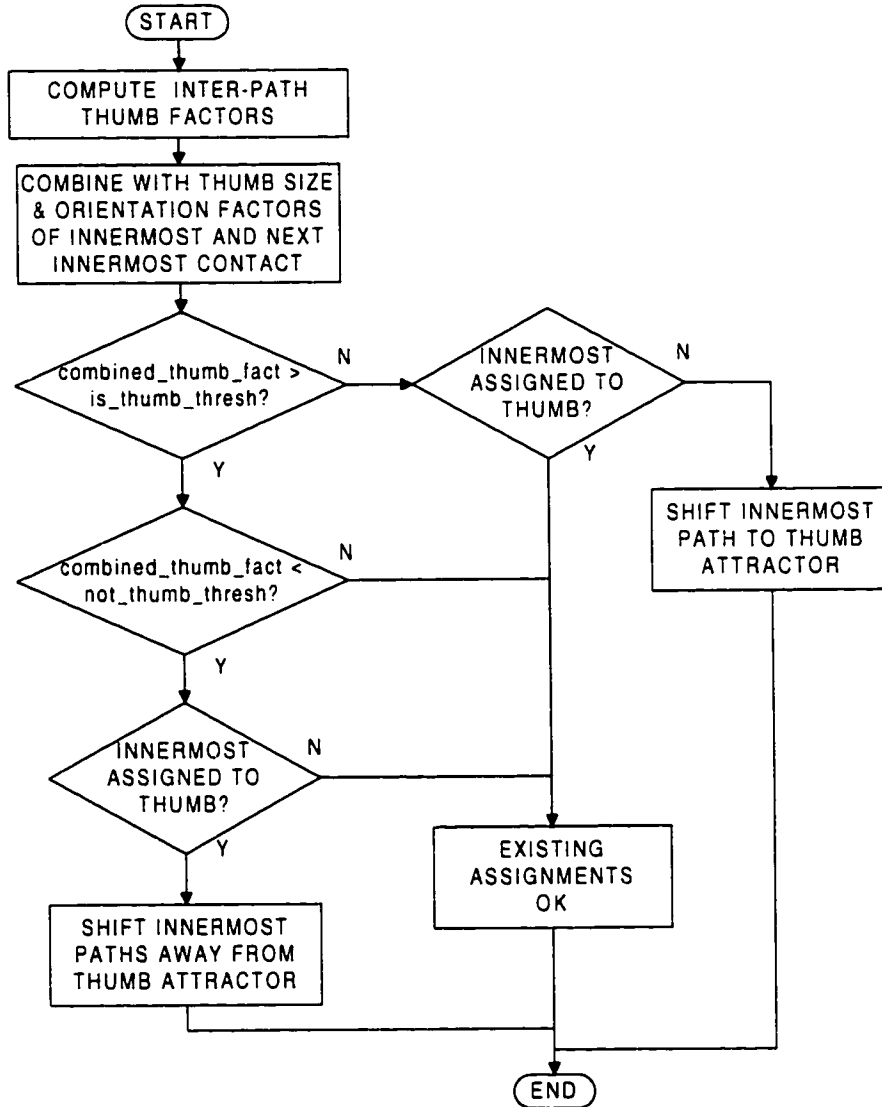 START
COMPUTE INTER-PATH
THUMB FACTORS
COMBINE WITH THUMB SIZE
& ORIENTATION FACTORS
OF INNERMOST AND NEXT
INNERMOST CONTACT
combined_thumb_fact >
is_thumb_thresh?
N
Y
INNERMOST
ASSIGNED TO
THUMB?
N
Y
SHIFT INNERMOST
PATH TO THUMB
ATTRACTOR
combined_thumb_fact <
not_thumb_thresh?
N
Y
INNERMOST
ASSIGNED TO
THUMB?
N
Y
EXISTING
ASSIGNMENTS
OK
SHIFT INNERMOST
PATHS AWAY FROM
THUMB ATTRACTOR
END